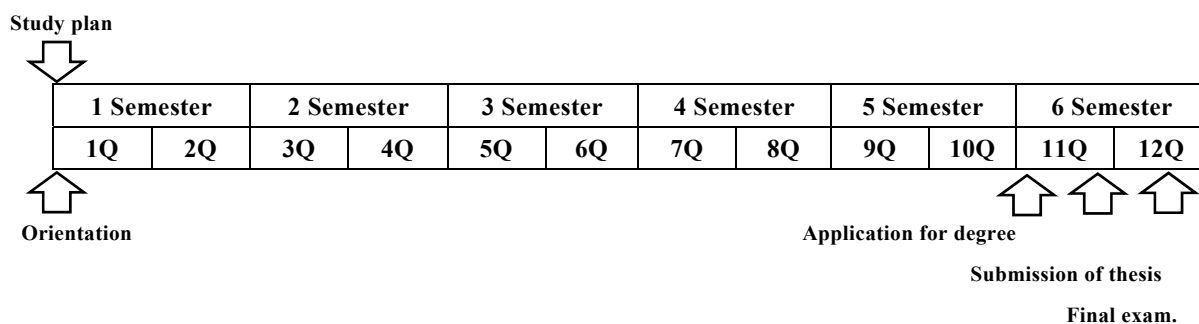 Study plan
1 Semester 2 Semester 3 Semester 4 Semester 5 Semester 6 Semester
1Q 2Q 3Q 4Q 5Q 6Q 7Q 8Q 9Q 10Q 11Q 12Q
Orientation Application for degree
Submission of thesis
Final exam.